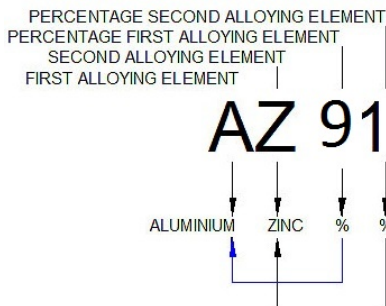 PERCENTAGE SECOND ALLOYING ELEMENT
PERCENTAGE FIRST ALLOYING ELEMENT
SECOND ALLOYING ELEMENT
FIRST ALLOYING ELEMENT
AZ 91
ALUMINIUM ZINC % %